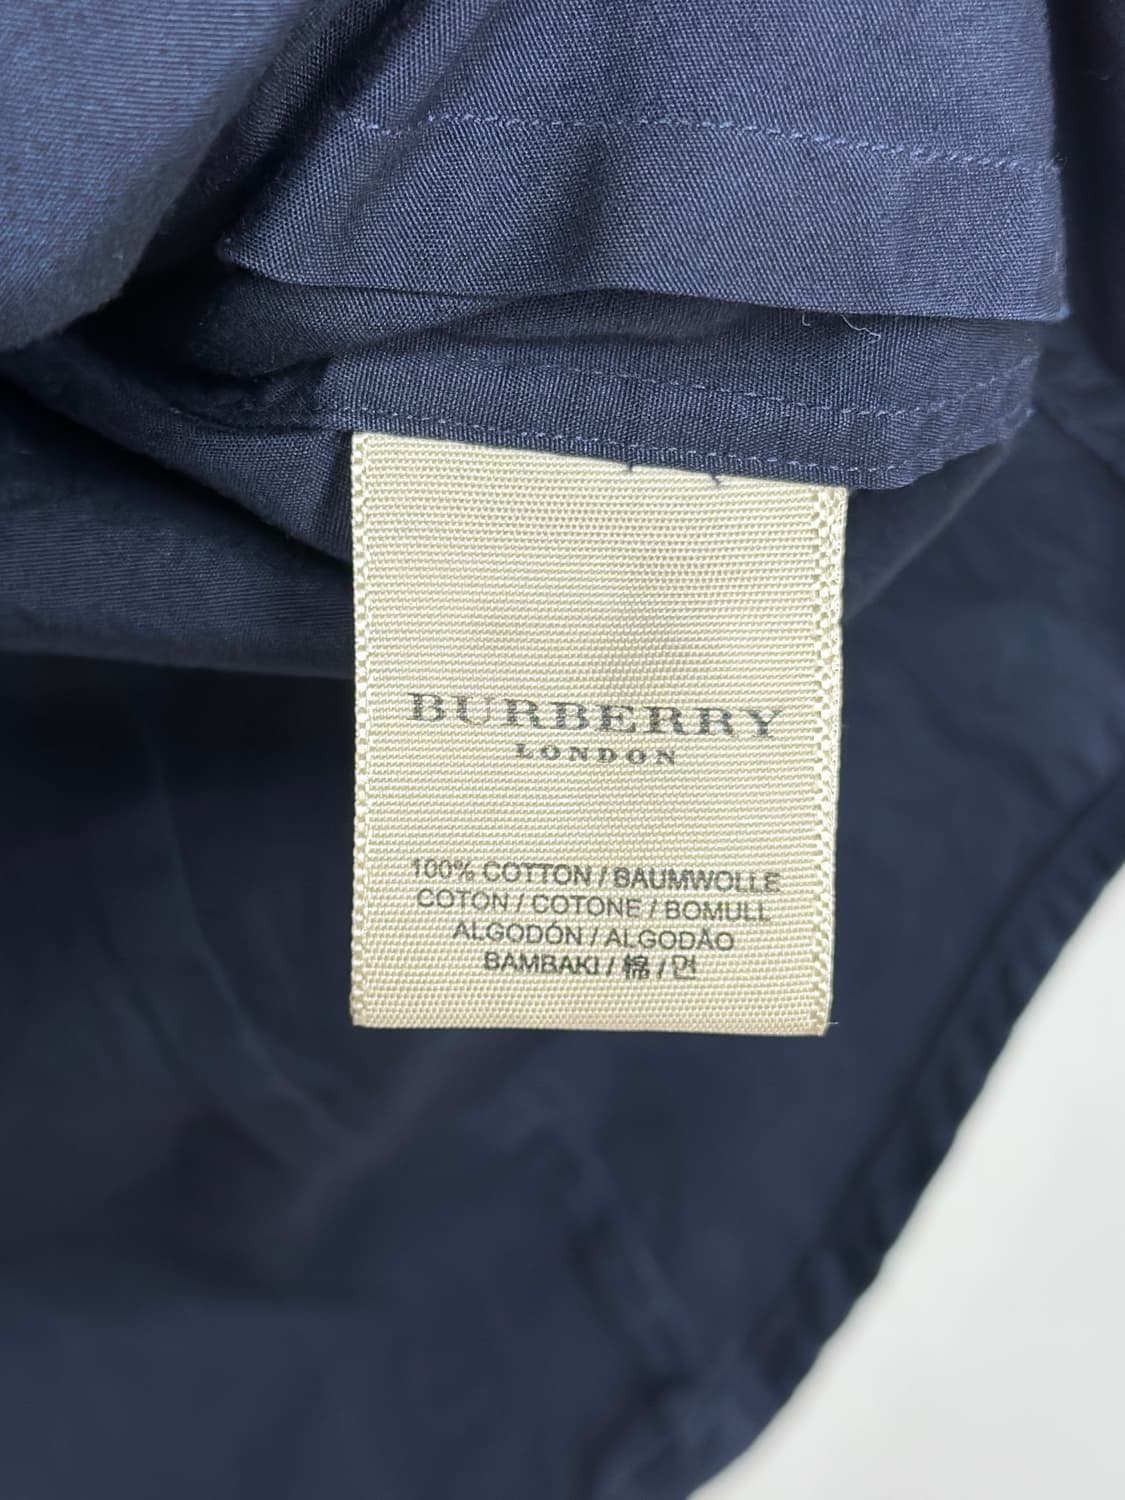 BURBERRY
LONDON
100% COTTON / BAUMWOLLE
COTON / COTONE / BOMULL
ALGODÓN / ALGODÃO
BAMBAKI / 棉 / 면